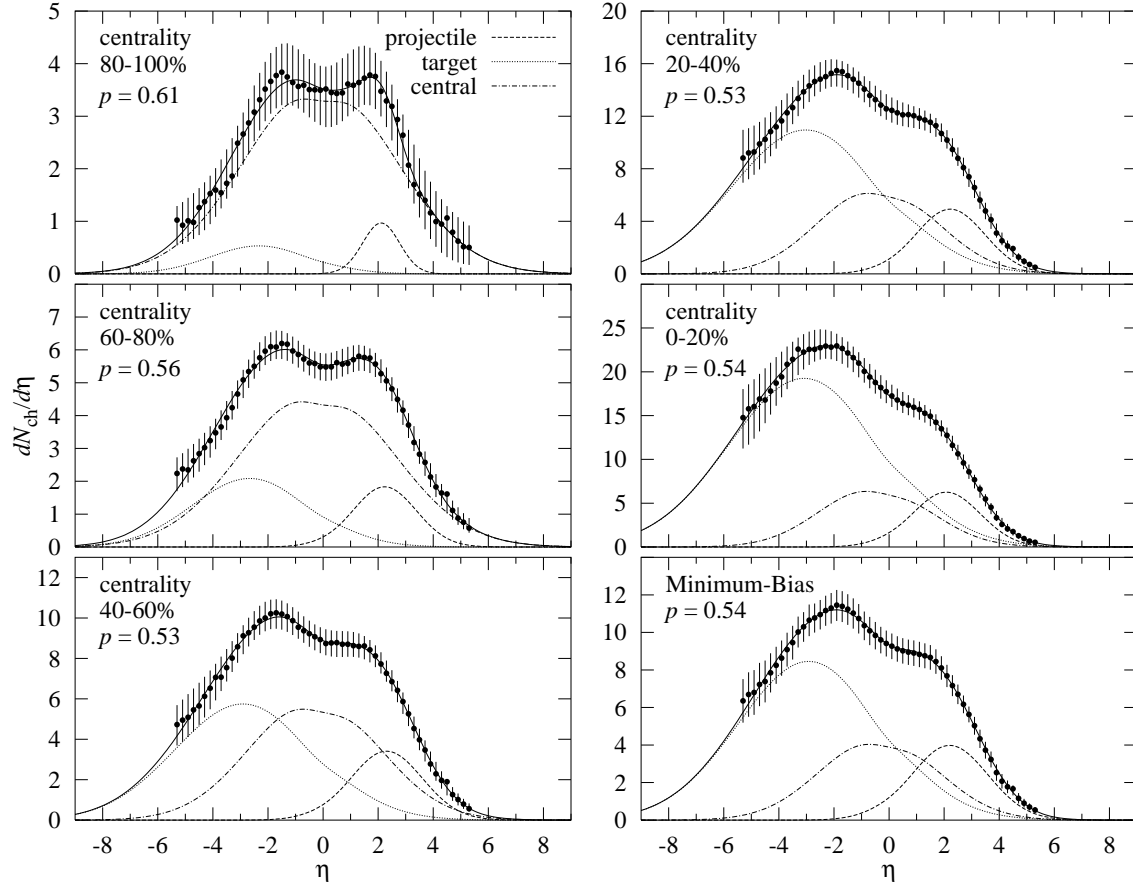 5
4
3
2
1
0
centrality
80-100%
p = 0.61
projectile
target
central
20
16
12
8
4
0
centrality
20-40%
p = 0.53
dN_ch/dη
7
6
5
4
3
2
1
0
centrality
60-80%
p = 0.56
25
20
15
10
5
0
centrality
0-20%
p = 0.54
12
10
8
6
4
2
0
centrality
40-60%
p = 0.53
-8 -6 -4 -2 0 2 4 6 8
η
12
10
8
6
4
2
0
Minimum-Bias
p = 0.54
-8 -6 -4 -2 0 2 4 6 8
η